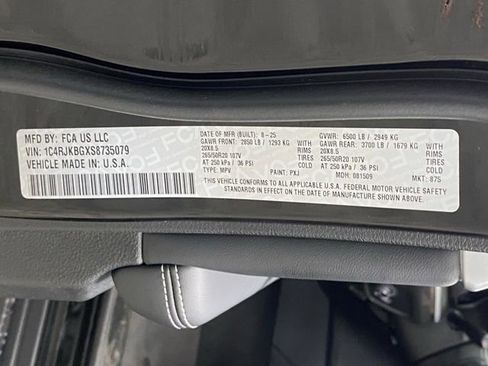 MFD BY: FCA US LLC
VIN: 1C4RJKBGXS8735079
VEHICLE MADE IN U.S.A.
DATE OF MFR (BUILT): 8-25 GVWR: 6500 LB / 2949 KG
GAWR FRONT: 2850 LB / 1293 KG GAWR REAR: 3700 LB / 1679 KG
20X8.5 RIMS 20X8.5 RIMS
265/50R20 107V TIRES 265/50R20 107V TIRES
AT 250 kPa / 36 PSI COLD AT 250 kPa / 36 PSI COLD
TYPE: MPV PAINT: PXJ MDH: 081509 MKT: 875
THIS VEHICLE CONFORMS TO ALL APPLICABLE U.S.A. FEDERAL MOTOR VEHICLE SAFETY
STANDARDS IN EFFECT ON THE DATE OF MANUFACTURE SHOWN ABOVE.